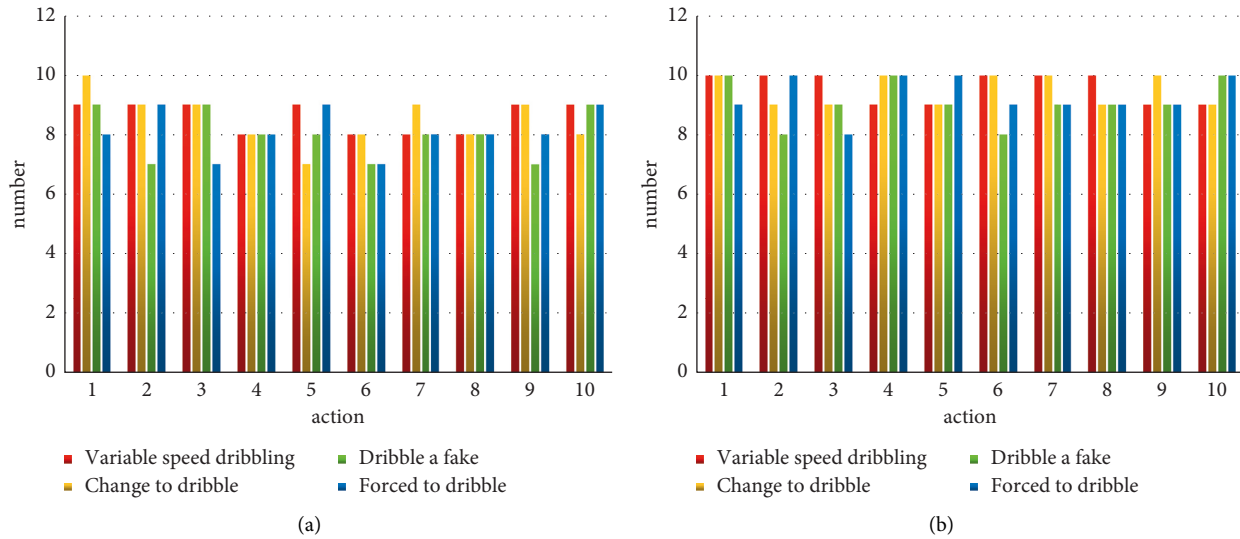 12
10
8
6
4
2
0
number
1 2 3 4 5 6 7 8 9 10
action
Variable speed dribbling
Dribble a fake
Change to dribble
Forced to dribble
(a)
12
10
8
6
4
2
0
number
1 2 3 4 5 6 7 8 9 10
action
Variable speed dribbling
Dribble a fake
Change to dribble
Forced to dribble
(b)